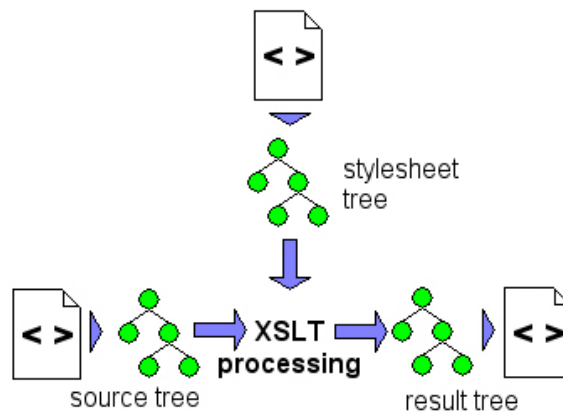 < >
stylesheet
tree
< >
XSLT
processing
< >
source tree
result tree